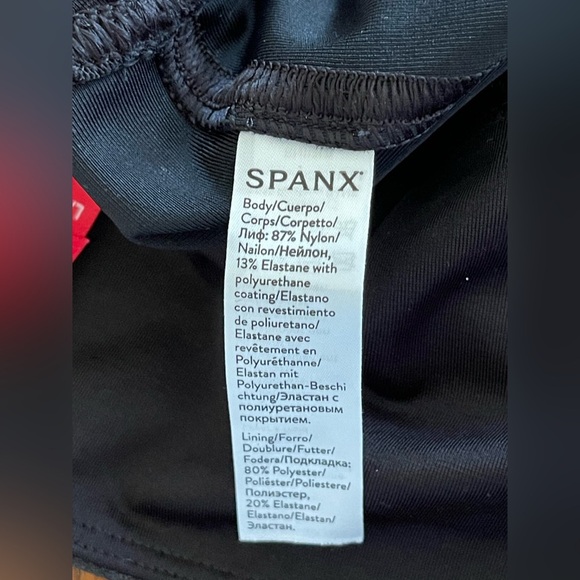 SPANX®
Body/Cuerpo/
Corps/Corpetto/
Лиф: 87% Nylon/
Nailon/Нейлон,
13% Elastane with
polyurethane
coating/Elastano
con revestimiento
de poliuretano/
Elastane avec
revêtement en
Polyuréthanne/
Elastan mit
Polyurethan-Beschi
chtung/Эластан с
полиуретановым
покрытием.
Lining/Forro/
Doublure/Futter/
Fodera/Подкладка:
80% Polyester/
Poliéster/Poliestere/
Полиэстер,
20% Elastane/
Elastano/Elastan/
Эластан.